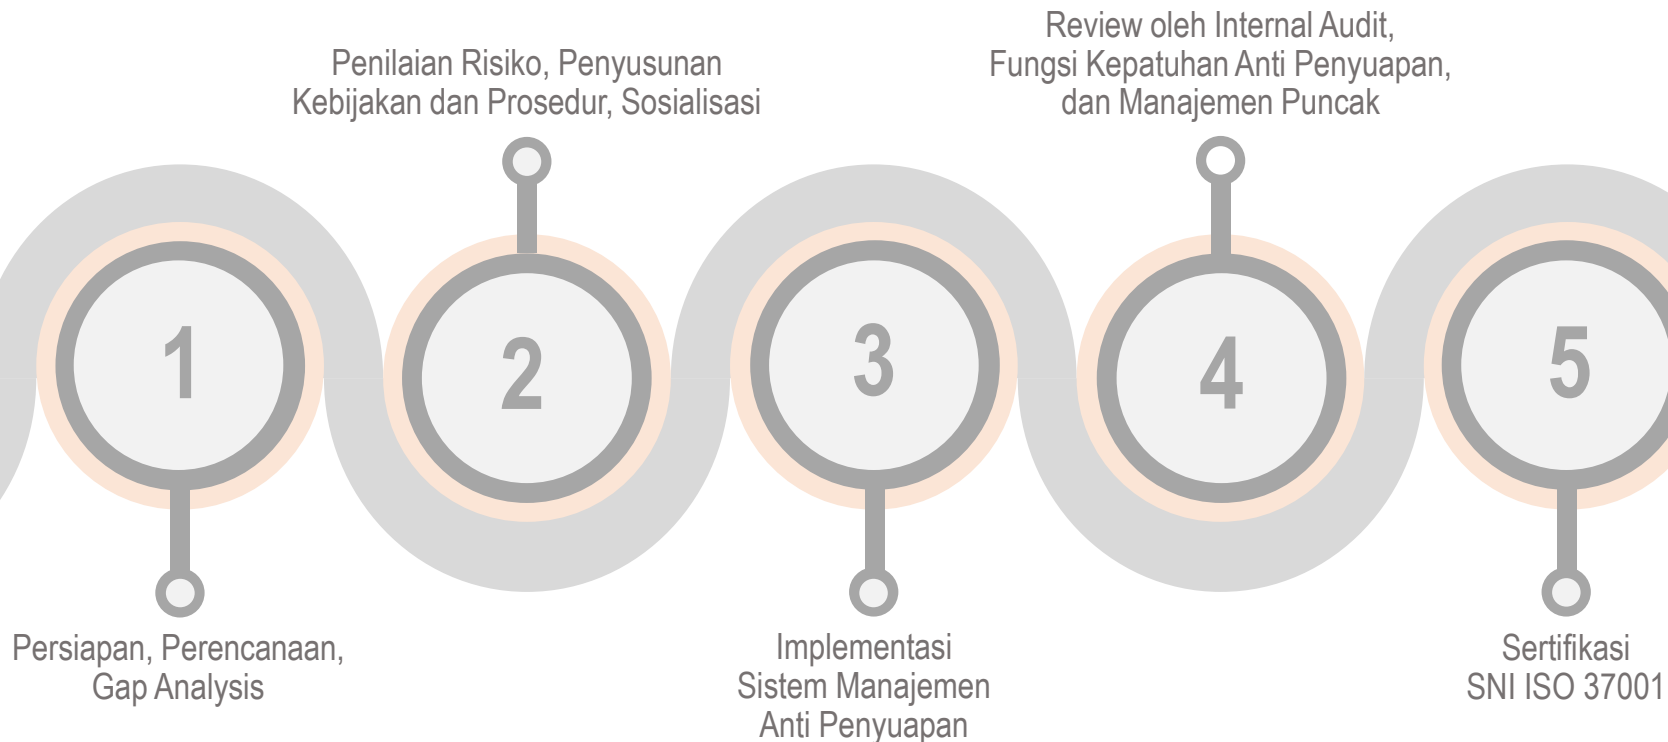 1
Persiapan, Perencanaan,
Gap Analysis
Penilaian Risiko, Penyusunan
Kebijakan dan Prosedur, Sosialisasi
2
3
Implementasi
Sistem Manajemen
Anti Penyuapan
Review oleh Internal Audit,
Fungsi Kepatuhan Anti Penyuapan,
dan Manajemen Puncak
4
5
Sertifikasi
SNI ISO 37001